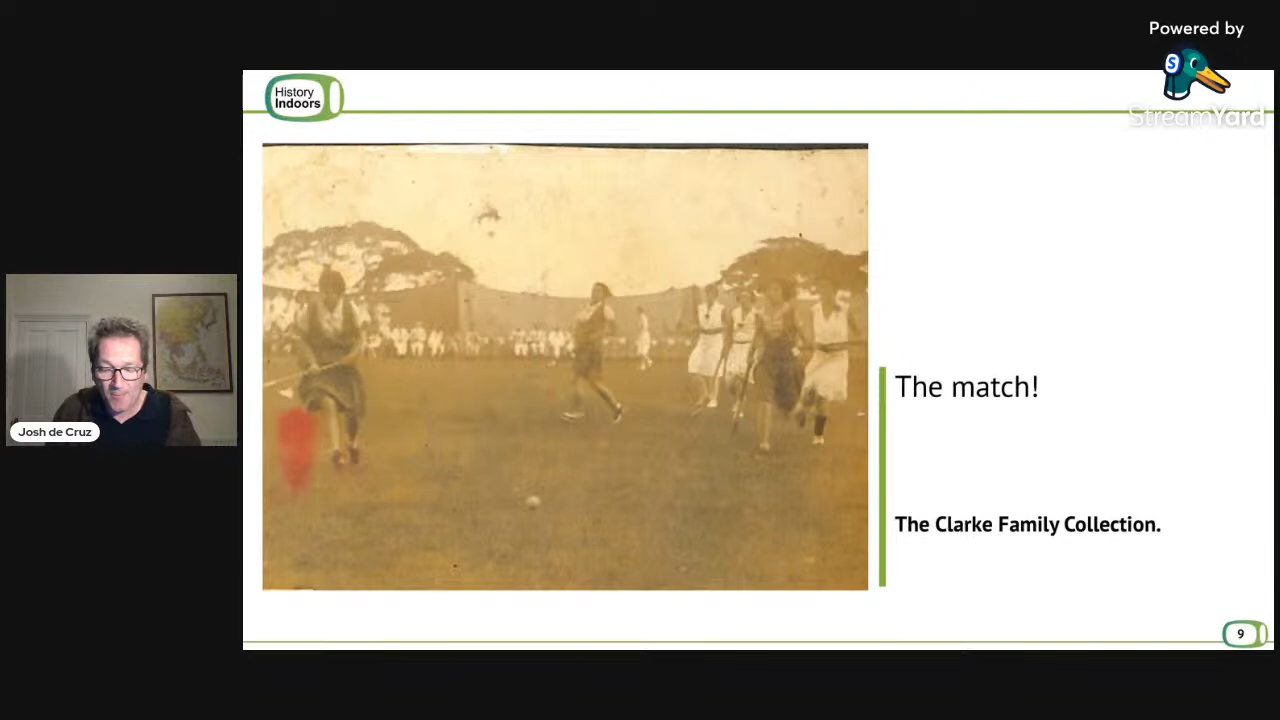 Powered by
S
StreamYard
History
Indoors
The match!
The Clarke Family Collection.
Josh de Cruz
9